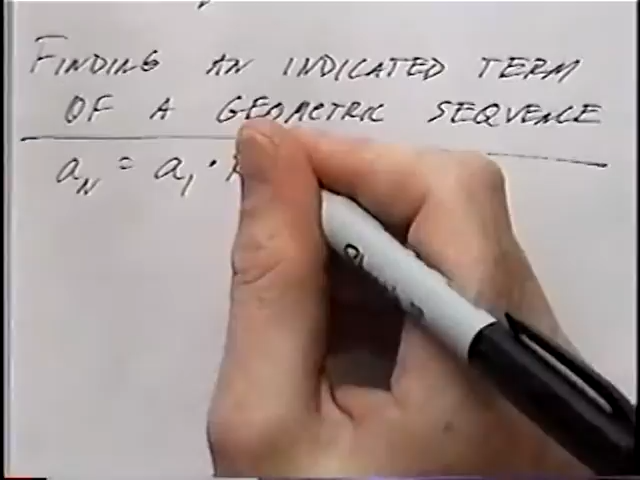 FINDING AN INDICATED TERM
OF A GEOMETRIC SEQUENCE
aₙ = a₁ ·